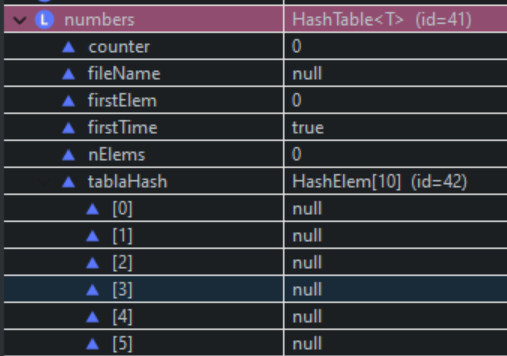 L numbers HashTable<T> (id=41)
counter 0
fileName null
firstElem 0
firstTime true
nElems 0
tablaHash HashElem[10] (id=42)
[0] null
[1] null
[2] null
[3] null
[4] null
[5] null